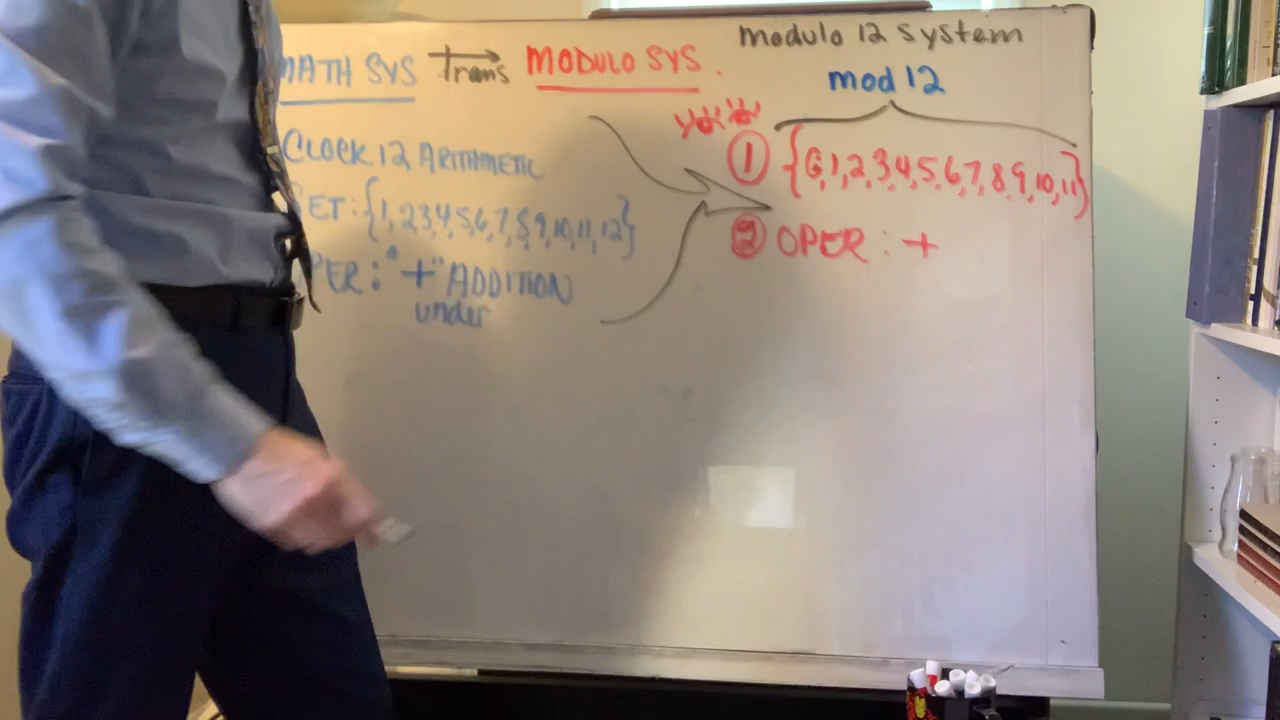 MATH SYS trans MODULO SYS.
CLOCK 12 ARITHMETIC
SET: {1,2,3,4,5,6,7,8,9,10,11,12}
OPER: "+" ADDITION
under
modulo 12 system
mod 12
① {0,1,2,3,4,5,6,7,8,9,10,11}
② OPER: +